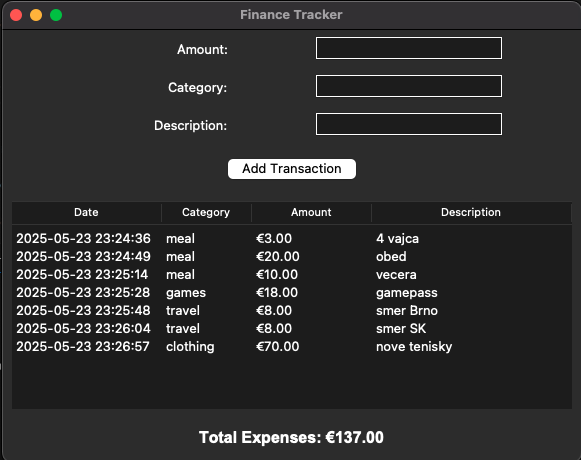 Finance Tracker
Amount:
Category:
Description:
Add Transaction
Date Category Amount Description
2025-05-23 23:24:36 meal €3.00 4 vajca
2025-05-23 23:24:49 meal €20.00 obed
2025-05-23 23:25:14 meal €10.00 vecera
2025-05-23 23:25:28 games €18.00 gamepass
2025-05-23 23:25:48 travel €8.00 smer Brno
2025-05-23 23:26:04 travel €8.00 smer SK
2025-05-23 23:26:57 clothing €70.00 nove tenisky
Total Expenses: €137.00